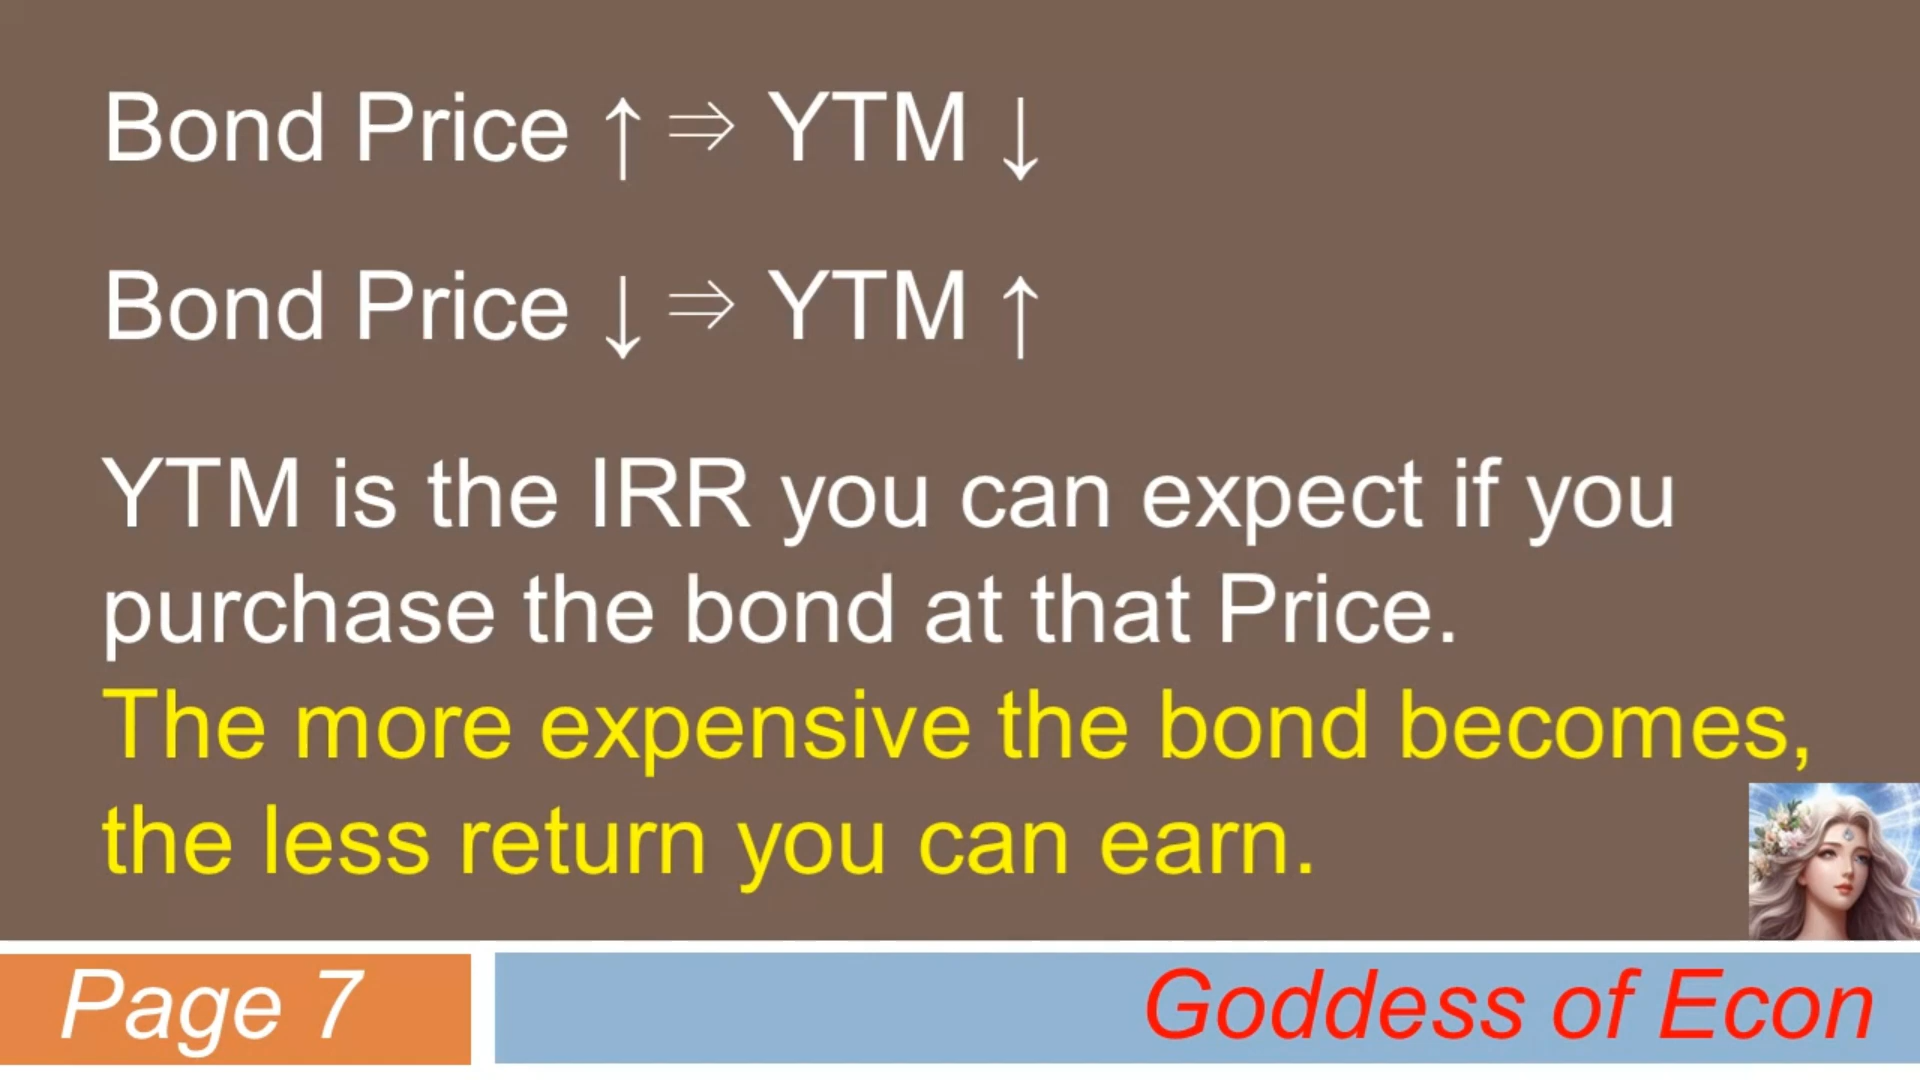 Bond Price ↑ ⇒ YTM ↓
Bond Price ↓ ⇒ YTM ↑
YTM is the IRR you can expect if you
purchase the bond at that Price.
The more expensive the bond becomes,
the less return you can earn.
Page 7
Goddess of Econ